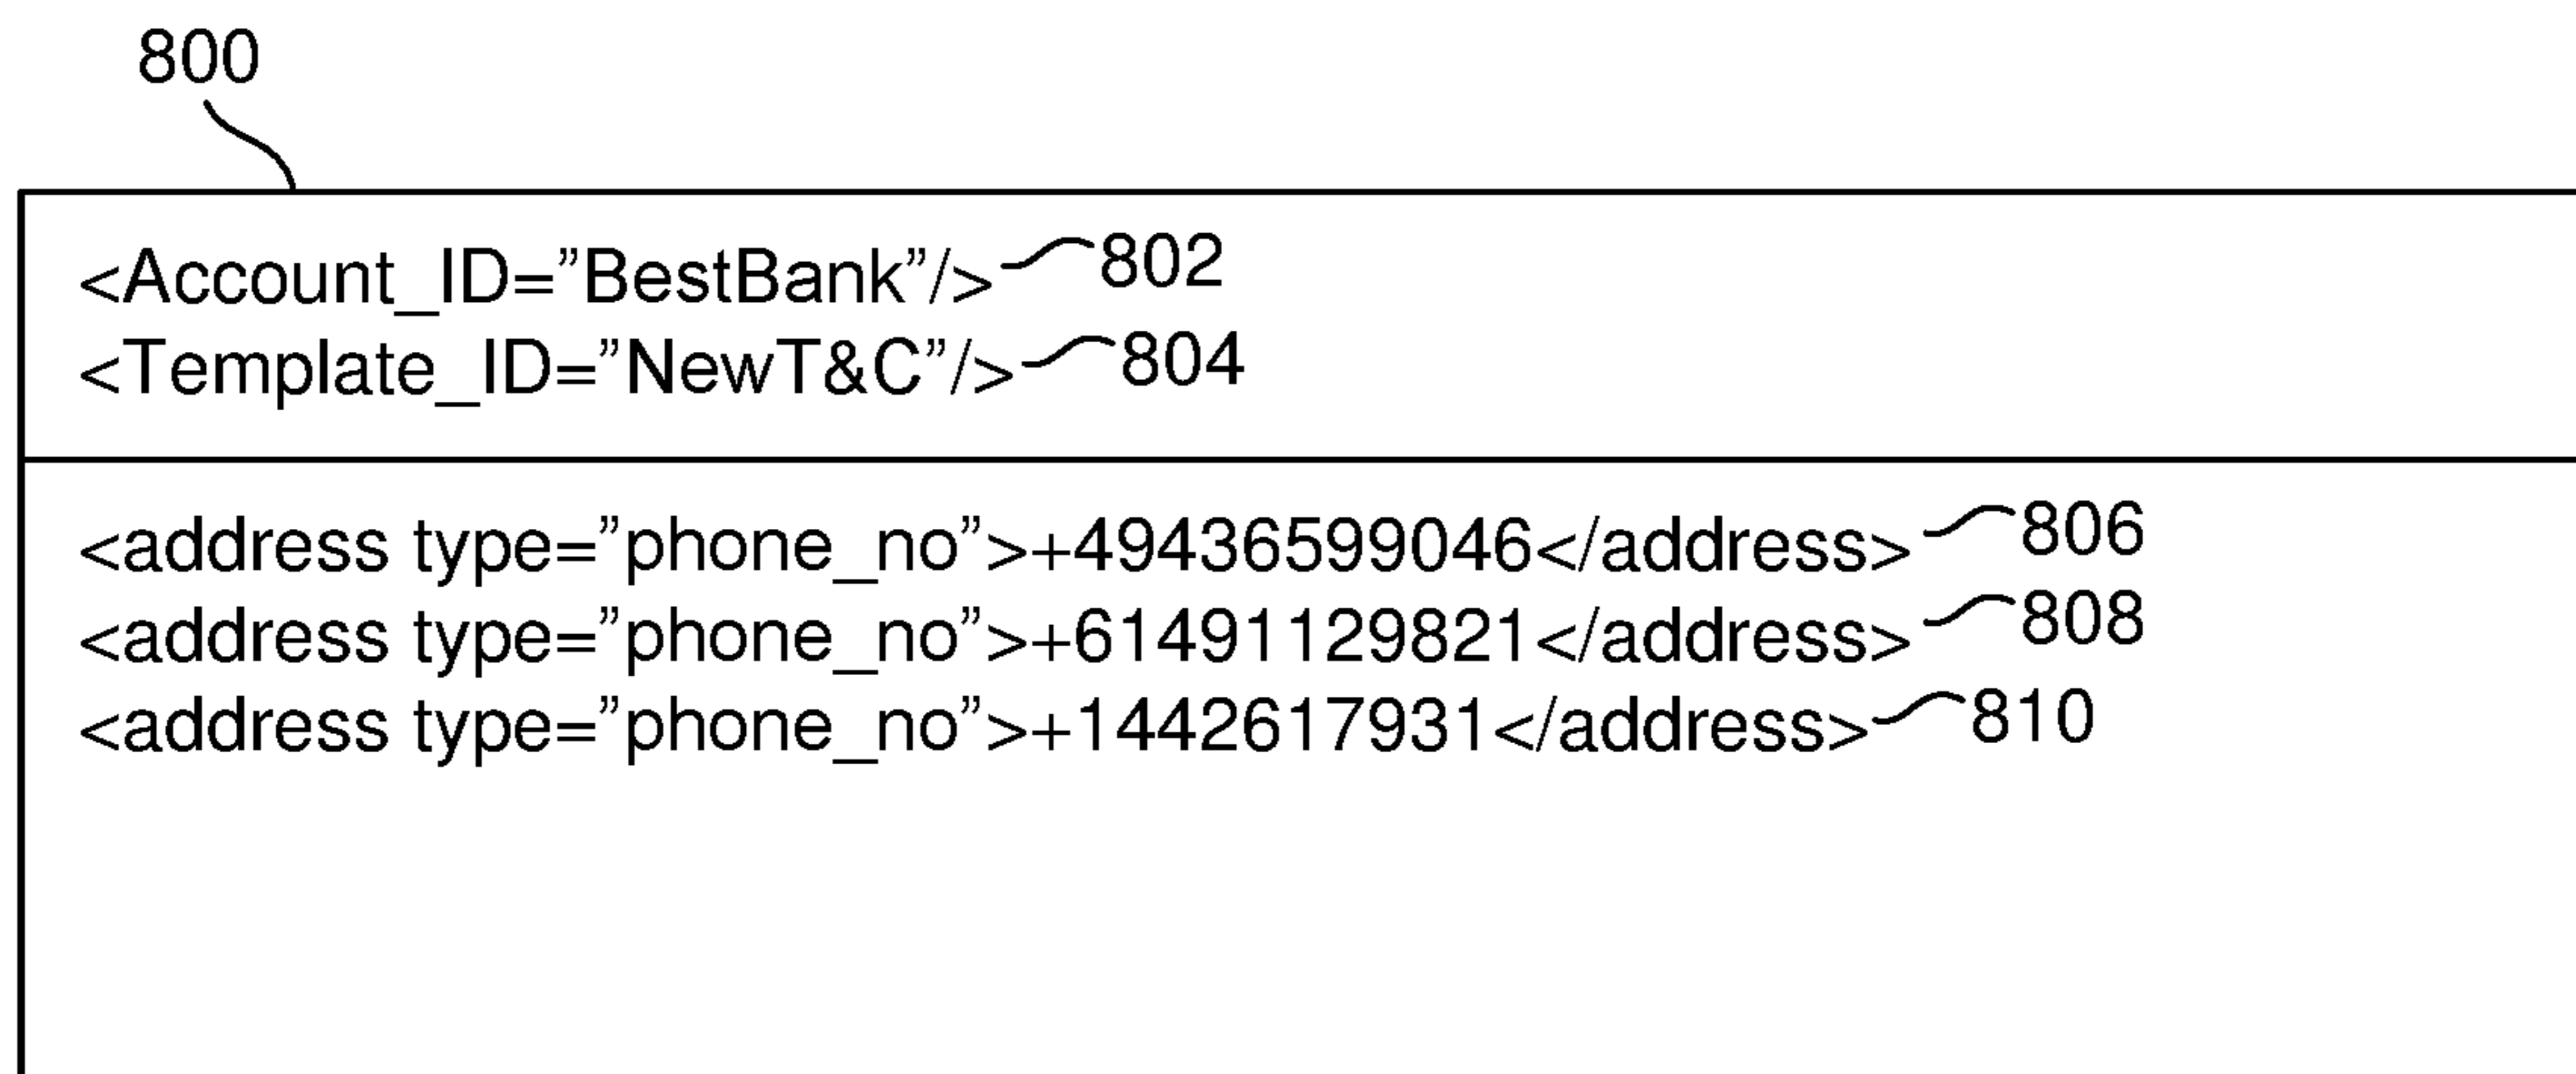 800
<Account_ID=”BestBank”/> 802
<Template_ID=”NewT&C”/> 804
<address type=”phone_no”>+49436599046</address> 806
<address type=”phone_no”>+61491129821</address> 808
<address type=”phone_no”>+1442617931</address> 810